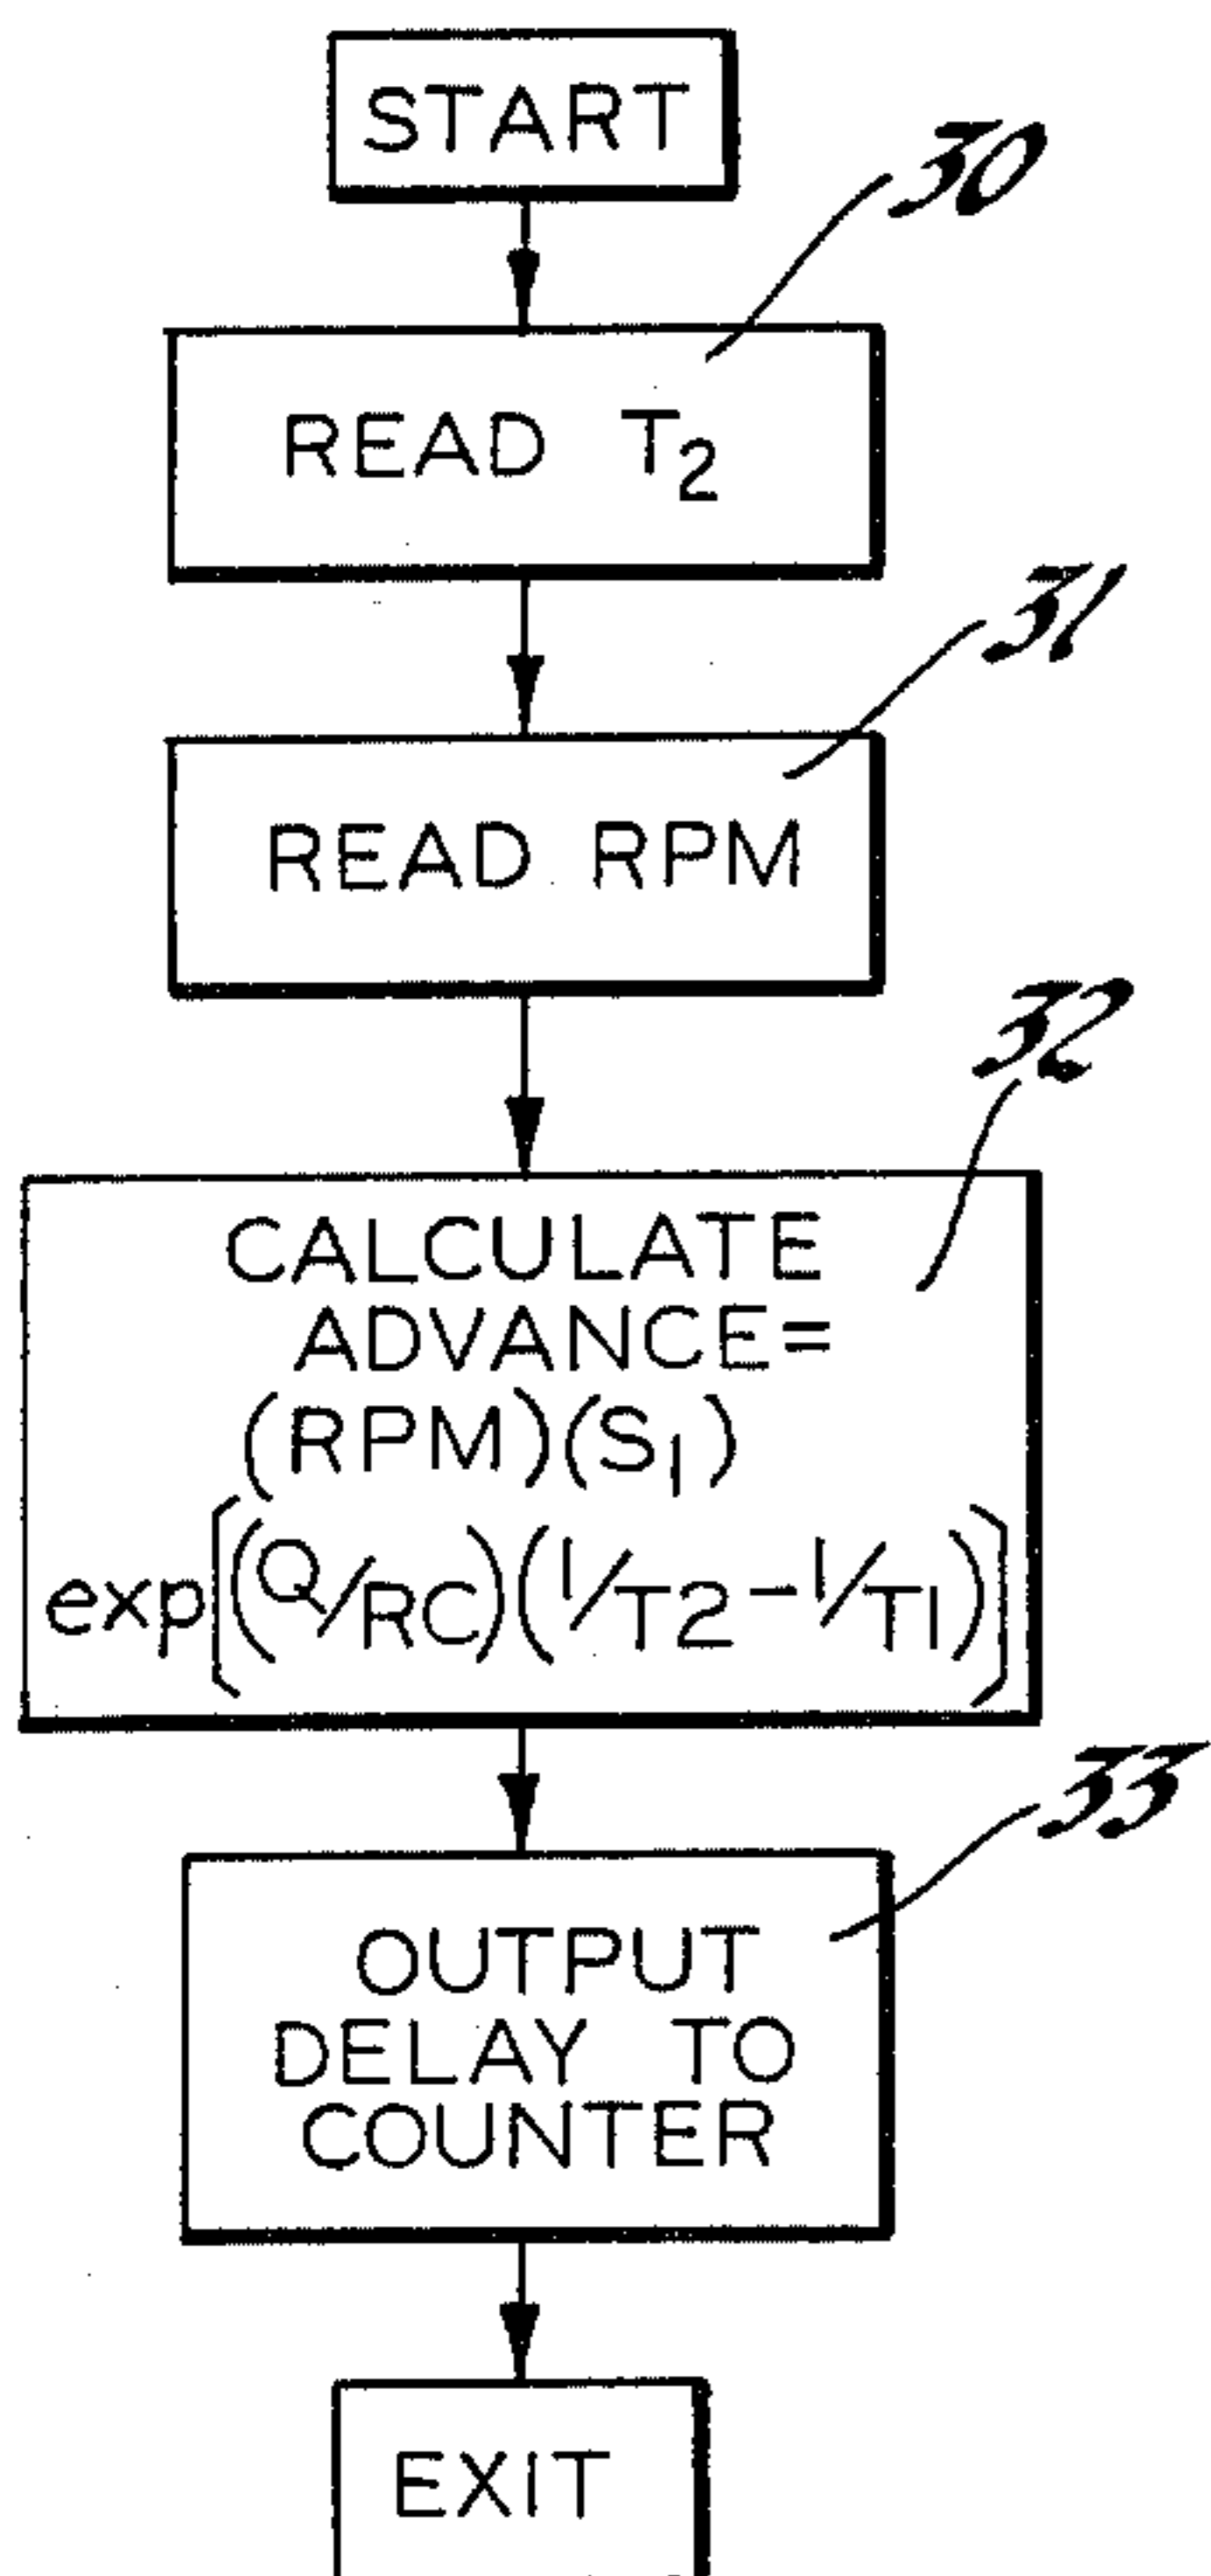 START
30
READ T2
31
READ RPM
32
CALCULATE
ADVANCE=
(RPM)(S1)
exp[(Q/RC)(1/T2-1/T1)]
33
OUTPUT
DELAY TO
COUNTER
EXIT